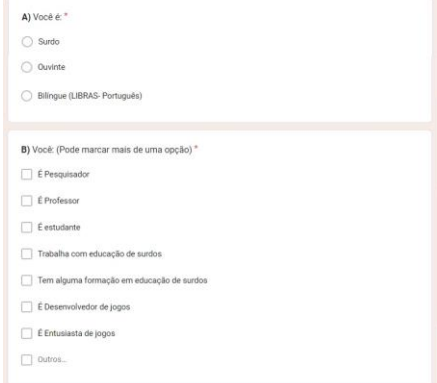 A) Você é: *
Surdo
Ouvinte
Bilíngue (LIBRAS- Português)
B) Você: (Pode marcar mais de uma opção) *
É Pesquisador
É Professor
É estudante
Trabalha com educação de surdos
Tem alguma formação em educação de surdos
É Desenvolvedor de jogos
É Entusiasta de jogos
Outros...